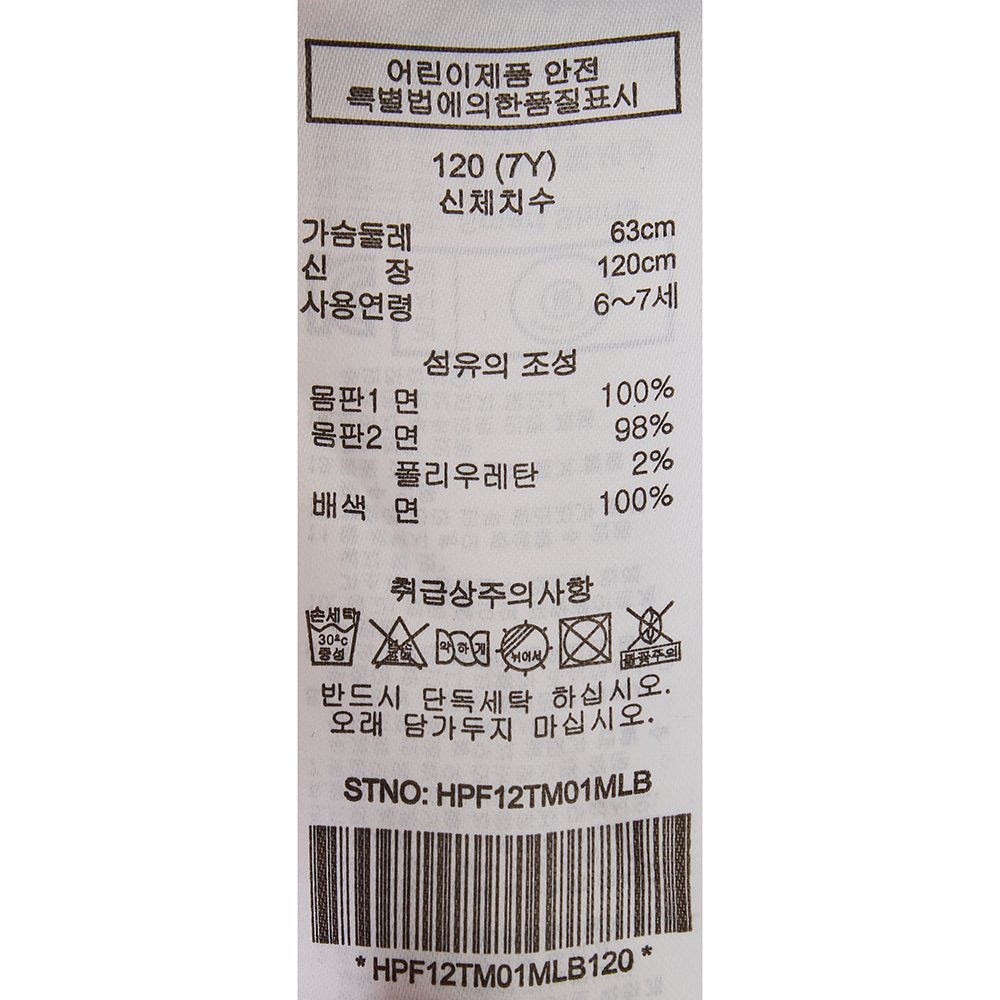 어린이제품 안전
특별법에의한품질표시
120 (7Y)
신체치수
가슴둘레 63cm
신 장 120cm
사용연령 6~7세
섬유의 조성
몸판1 면 100%
몸판2 면 98%
폴리우레탄 2%
배색 면 100%
취급상주의사항
손세탁
30°c
중성
염소
약하게
뉘어서
반드시 단독세탁 하십시오.
오래 담가두지 마십시오.
STNO: HPF12TM01MLB
* HPF12TM01MLB120 *